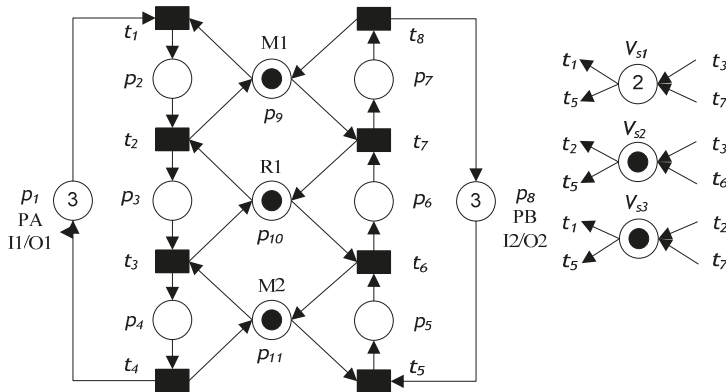 t1
M1
t8
p2
p9
p7
t2
t7
R1
p1
3
PA
I1/O1
p3
p10
p6
3
p8
PB
I2/O2
t3
M2
t6
p4
p11
p5
t4
t5
Vs1
t1
t5
2
t3
t7
Vs2
t2
t5
t3
t6
Vs3
t1
t5
t2
t7